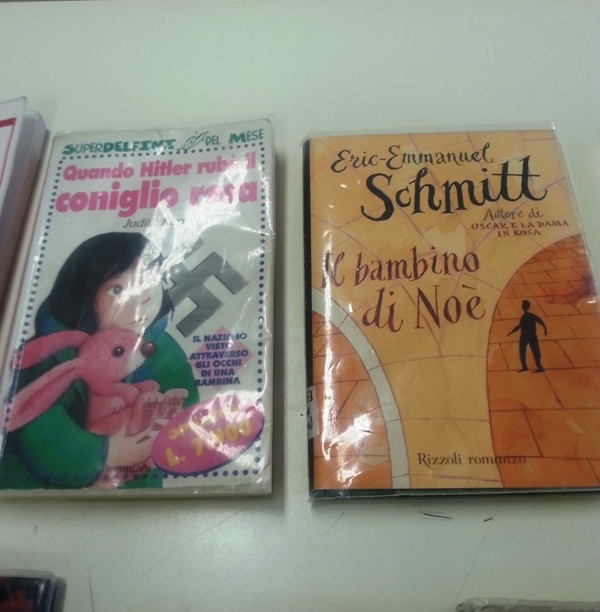 SUPERDELFINI DEL MESE
Quando Hitler rubò il
coniglio rosa
Judith
IL NAZISMO
VISTO
ATTRAVERSO
GLI OCCHI
DI UNA
BAMBINA
L.
Eric-Emmanuel
Schmitt
Autore di
OSCAR E LA DAMA
IN ROSA
Il bambino
di Noè
Rizzoli romanzo